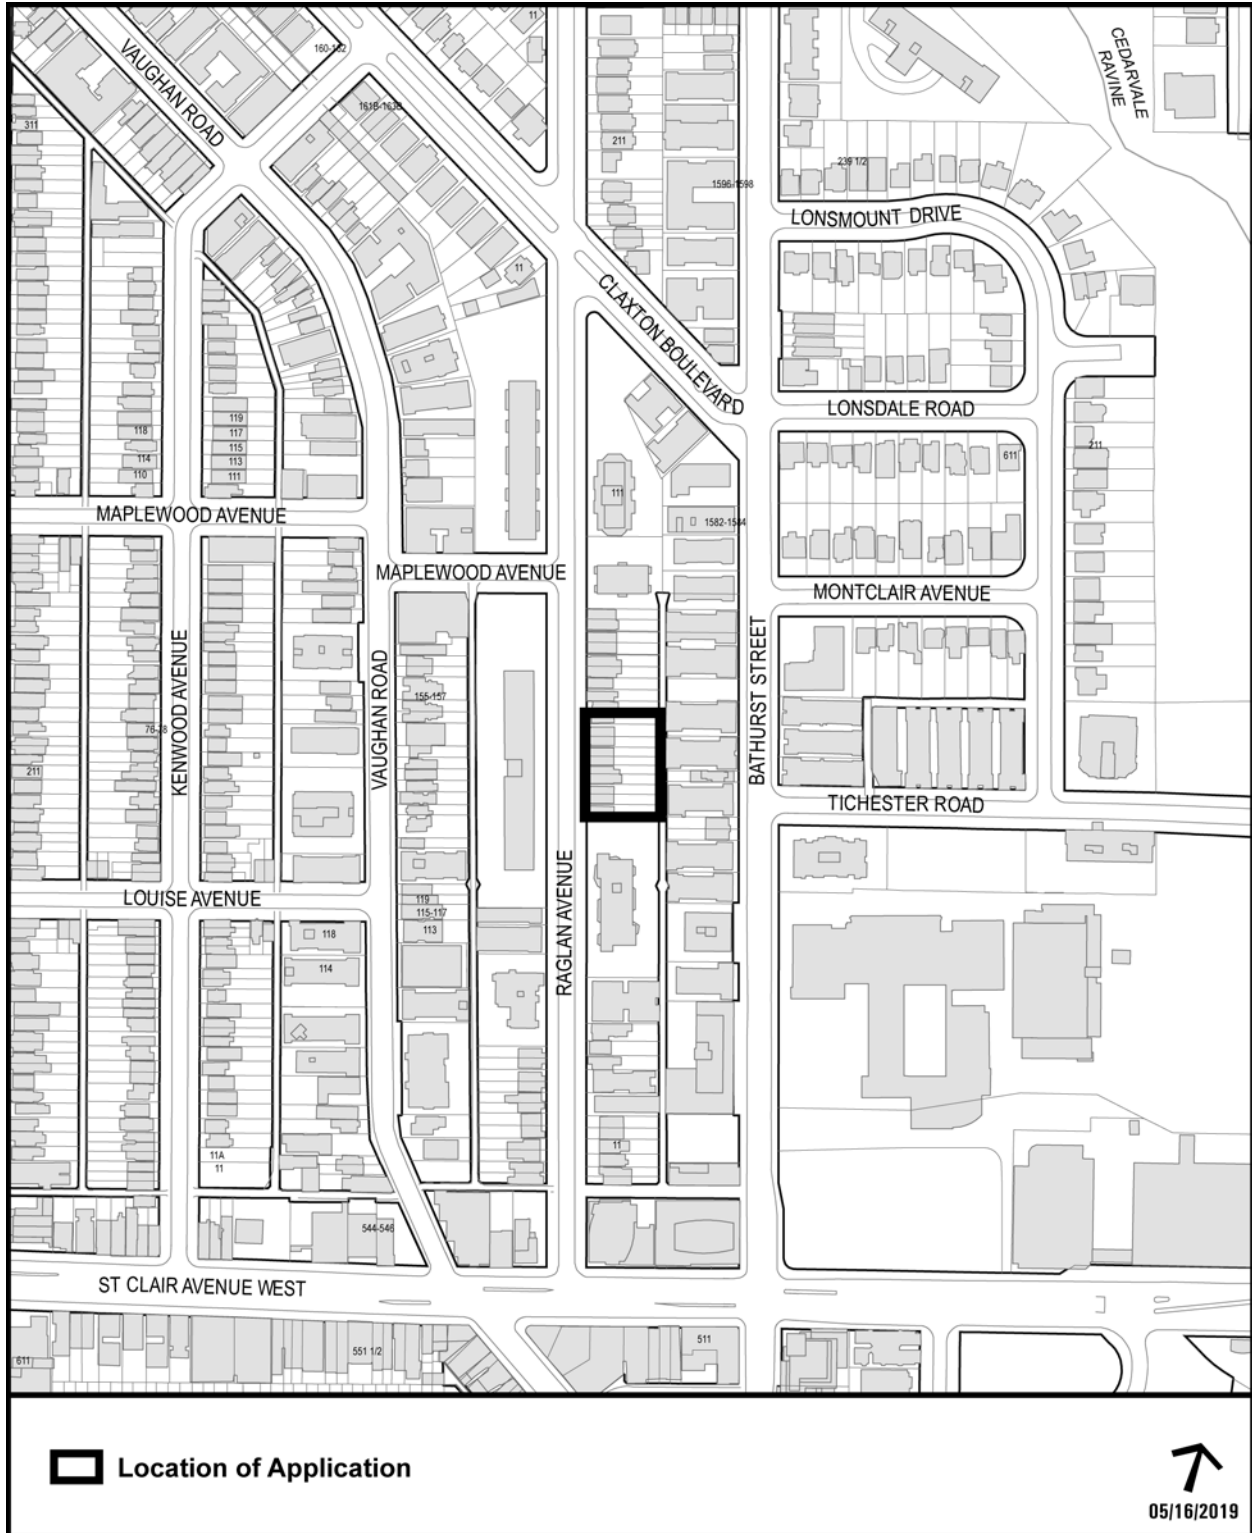 11
160-162
VAUGHAN ROAD
CEDARVALE
RAVINE
161B-163B
311
211
239 1/2
1596-1598
LONSMOUNT DRIVE
11
CLAXTON BOULEVARD
LONSDALE ROAD
119
118
117
115
114
113
110
111
211
611
111
1582-1584
MAPLEWOOD AVENUE
MAPLEWOOD AVENUE
MONTCLAIR AVENUE
KENWOOD AVENUE
VAUGHAN ROAD
BATHURST STREET
155-157
76-78
211
TICHESTER ROAD
RAGLAN AVENUE
LOUISE AVENUE
119
115-117
113
118
114
11
11A
11
544-546
ST CLAIR AVENUE WEST
511
551 1/2
611
Location of Application
05/16/2019